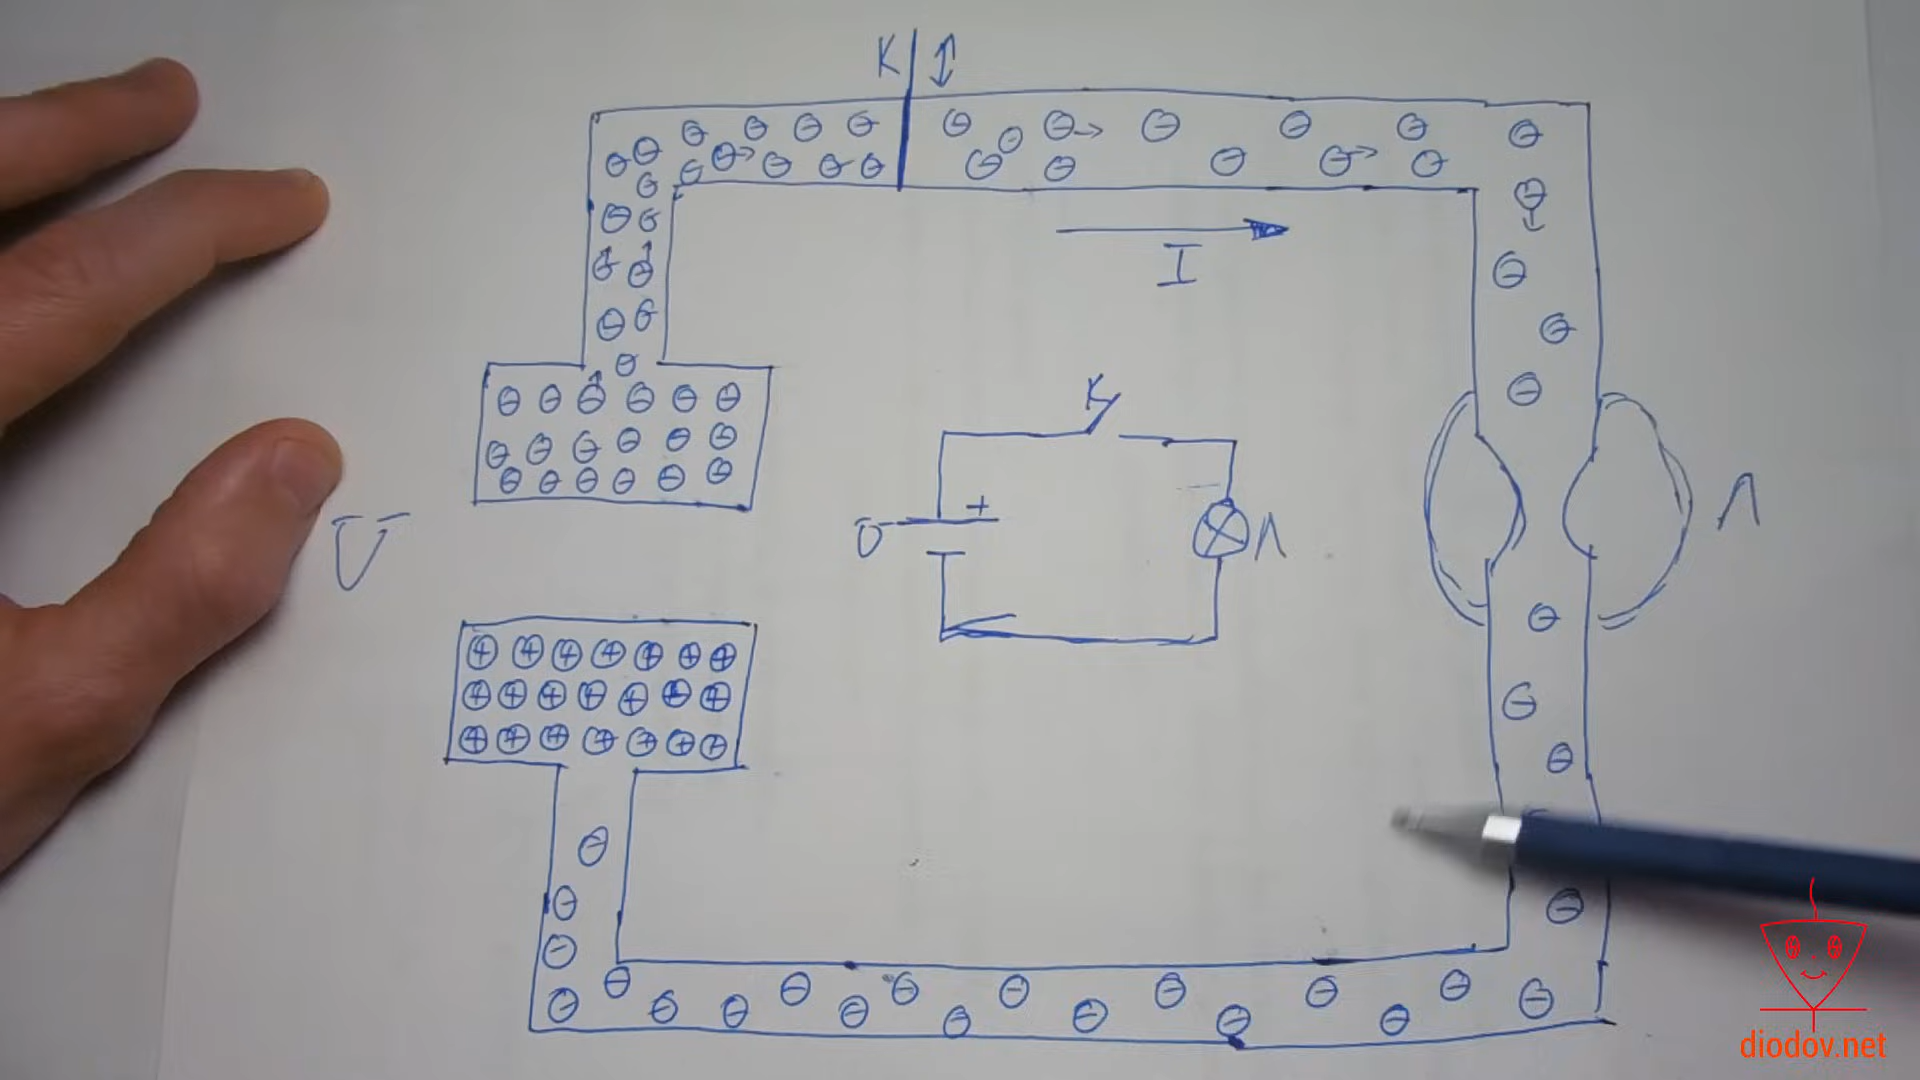 K
I
K
U
+
U
Л
Л
diodov.net